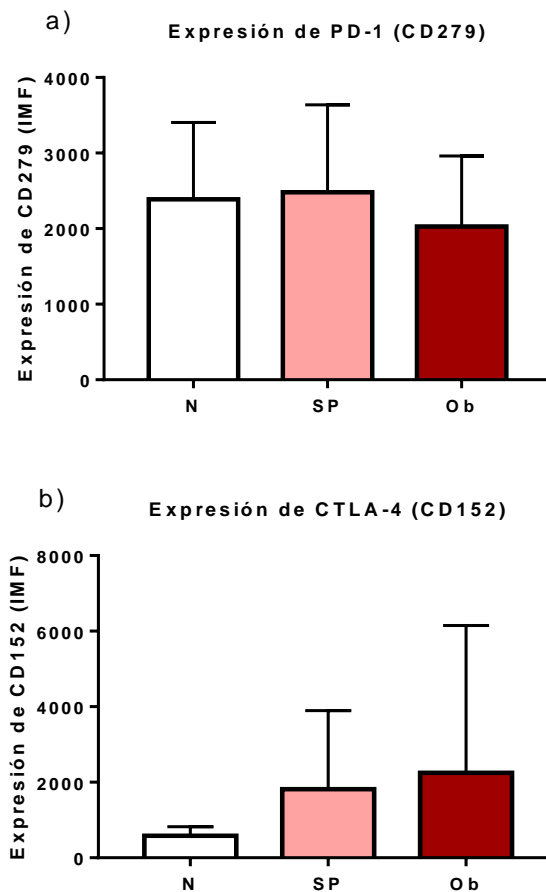 a)
Expresión de PD-1 (CD279)
Expresión de CD279 (IMF)
4000
3000
2000
1000
0
N SP Ob
b)
Expresión de CTLA-4 (CD152)
Expresión de CD152 (IMF)
8000
6000
4000
2000
0
N SP Ob